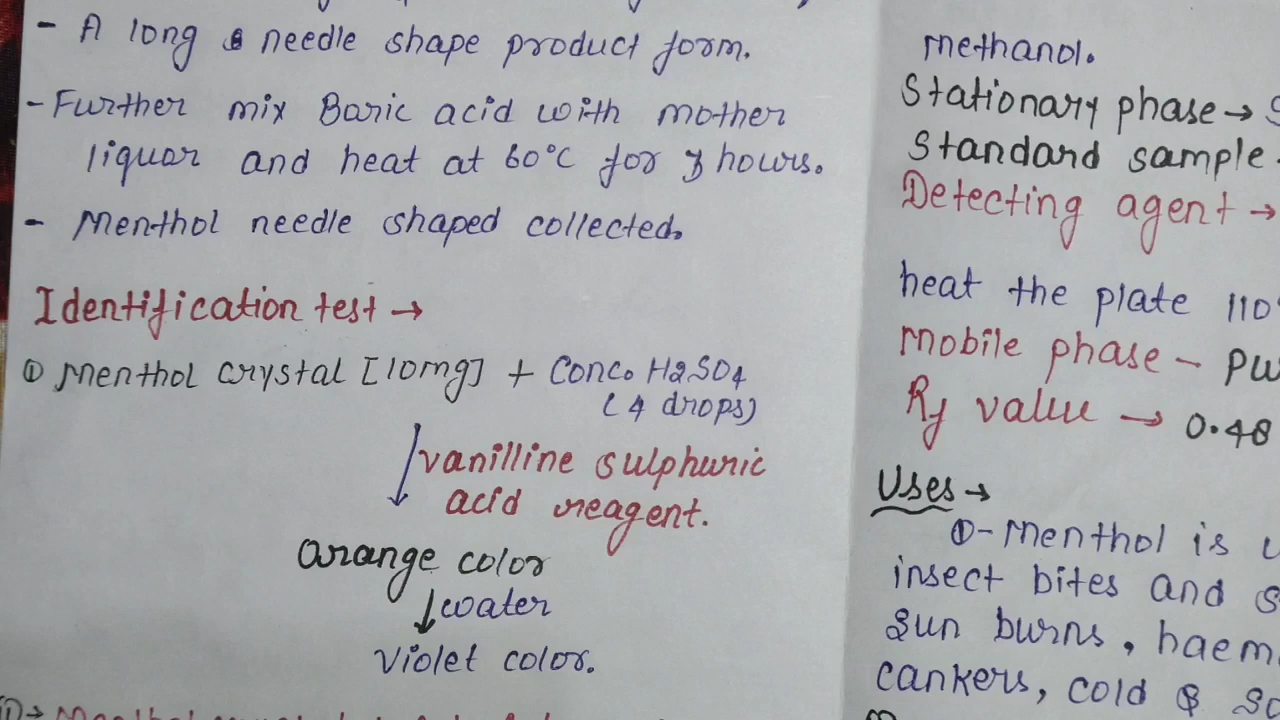 - A long needle shape product form.
- Further mix Baric acid with mother
liquar and heat at 60°C for hours.
- Menthol needle shaped collected.
Identification test →
① Menthol crystal [10mg] + Conc. H2SO4
(4 drops)
↓ vanilline sulphuric
acid reagent.
Orange color
↓ water
Violet color.
methanol.
Stationary phase →
Standard sample
Detecting agent →
heat the plate 110°
Mobile phase -
Rf value → 0.48
Uses →
①- Menthol is
insect bites and
Sun burns,
cankers, cold &